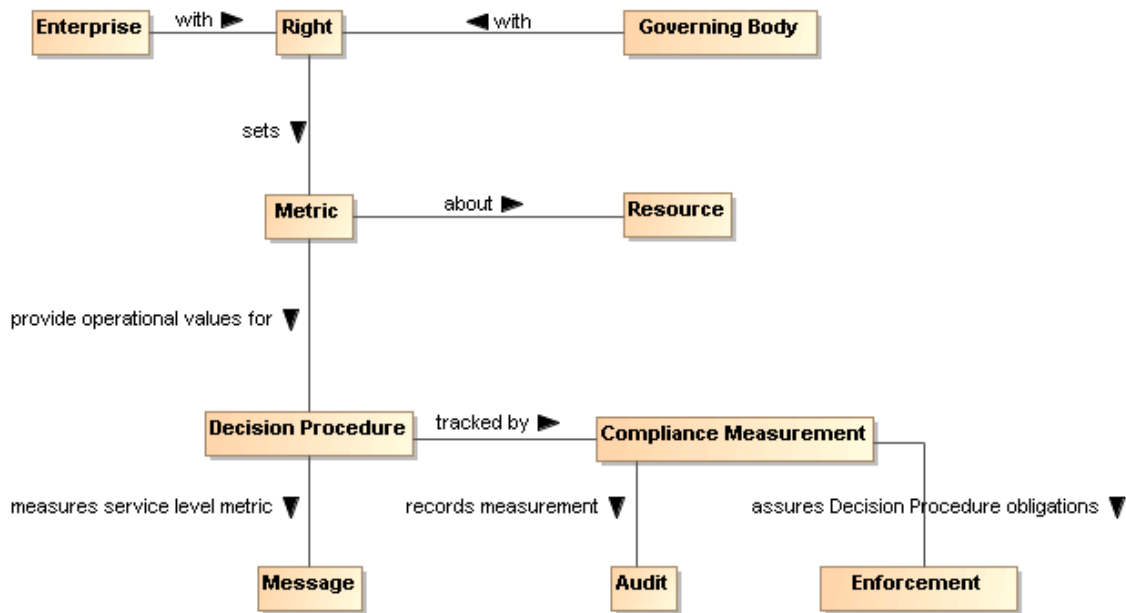 Enterprise
with
Right
with
Governing Body
sets
Metric
about
Resource
provide operational values for
Decision Procedure
tracked by
Compliance Measurement
measures service level metric
records measurement
assures Decision Procedure obligations
Message
Audit
Enforcement